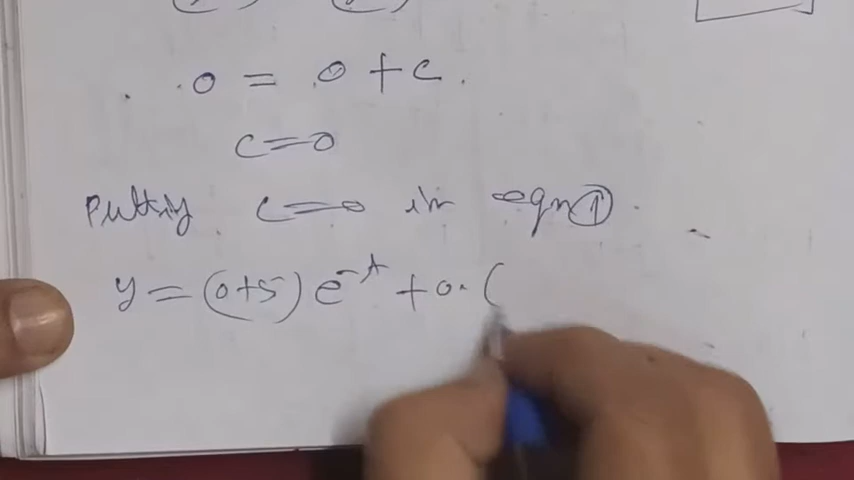 0 = 0 + c.
c = 0
Putting c = 0 in eqn ①.
y = (0+5) e^-x + 0. (